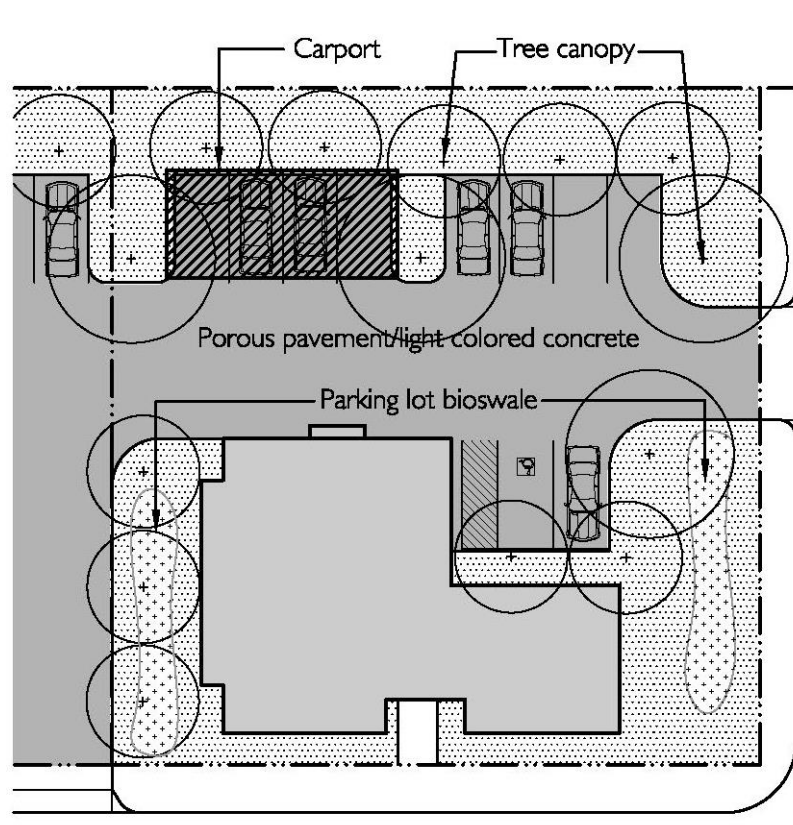 Carport
Tree canopy
Porous pavement/light colored concrete
Parking lot bioswale